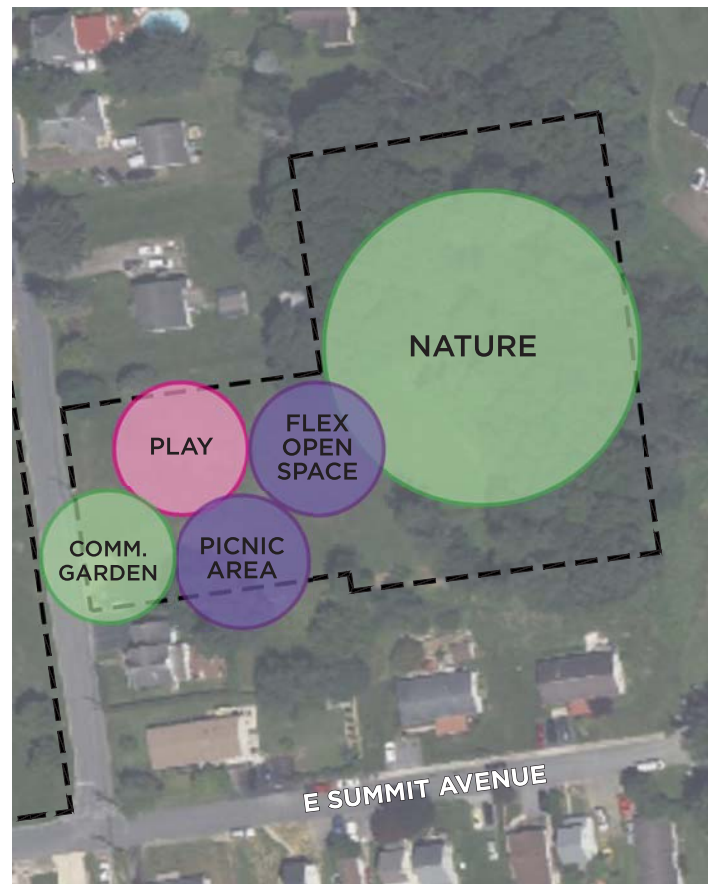 NATURE
PLAY
FLEX
OPEN
SPACE
COMM.
GARDEN
PICNIC
AREA
E SUMMIT AVENUE